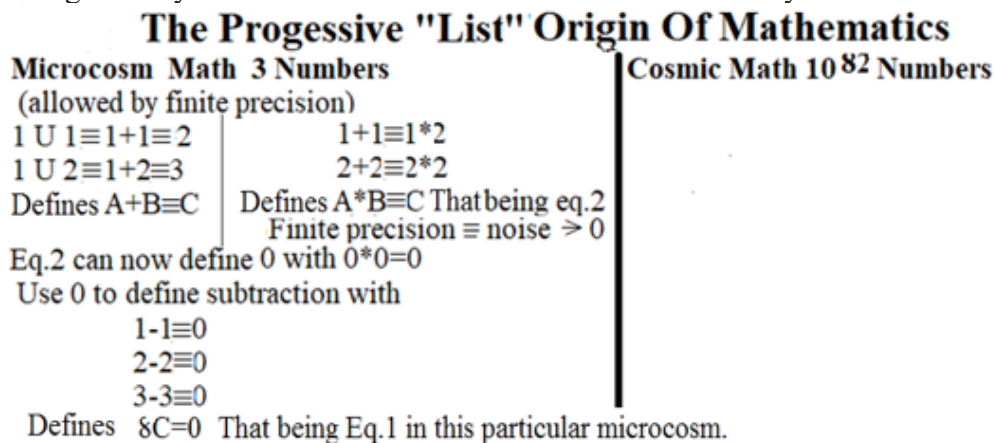 The Progessive "List" Origin Of Mathematics
Microcosm Math 3 Numbers
(allowed by finite precision)
1 U 1≡1+1≡2
1 U 2≡1+2≡3
Defines A+B≡C
1+1≡1*2
2+2≡2*2
Defines A*B≡C That being eq.2
Finite precision ≡ noise > 0
Eq.2 can now define 0 with 0*0=0
Use 0 to define subtraction with
1-1≡0
2-2≡0
3-3≡0
Defines δC=0 That being Eq.1 in this particular microcosm.
Cosmic Math 10 82 Numbers